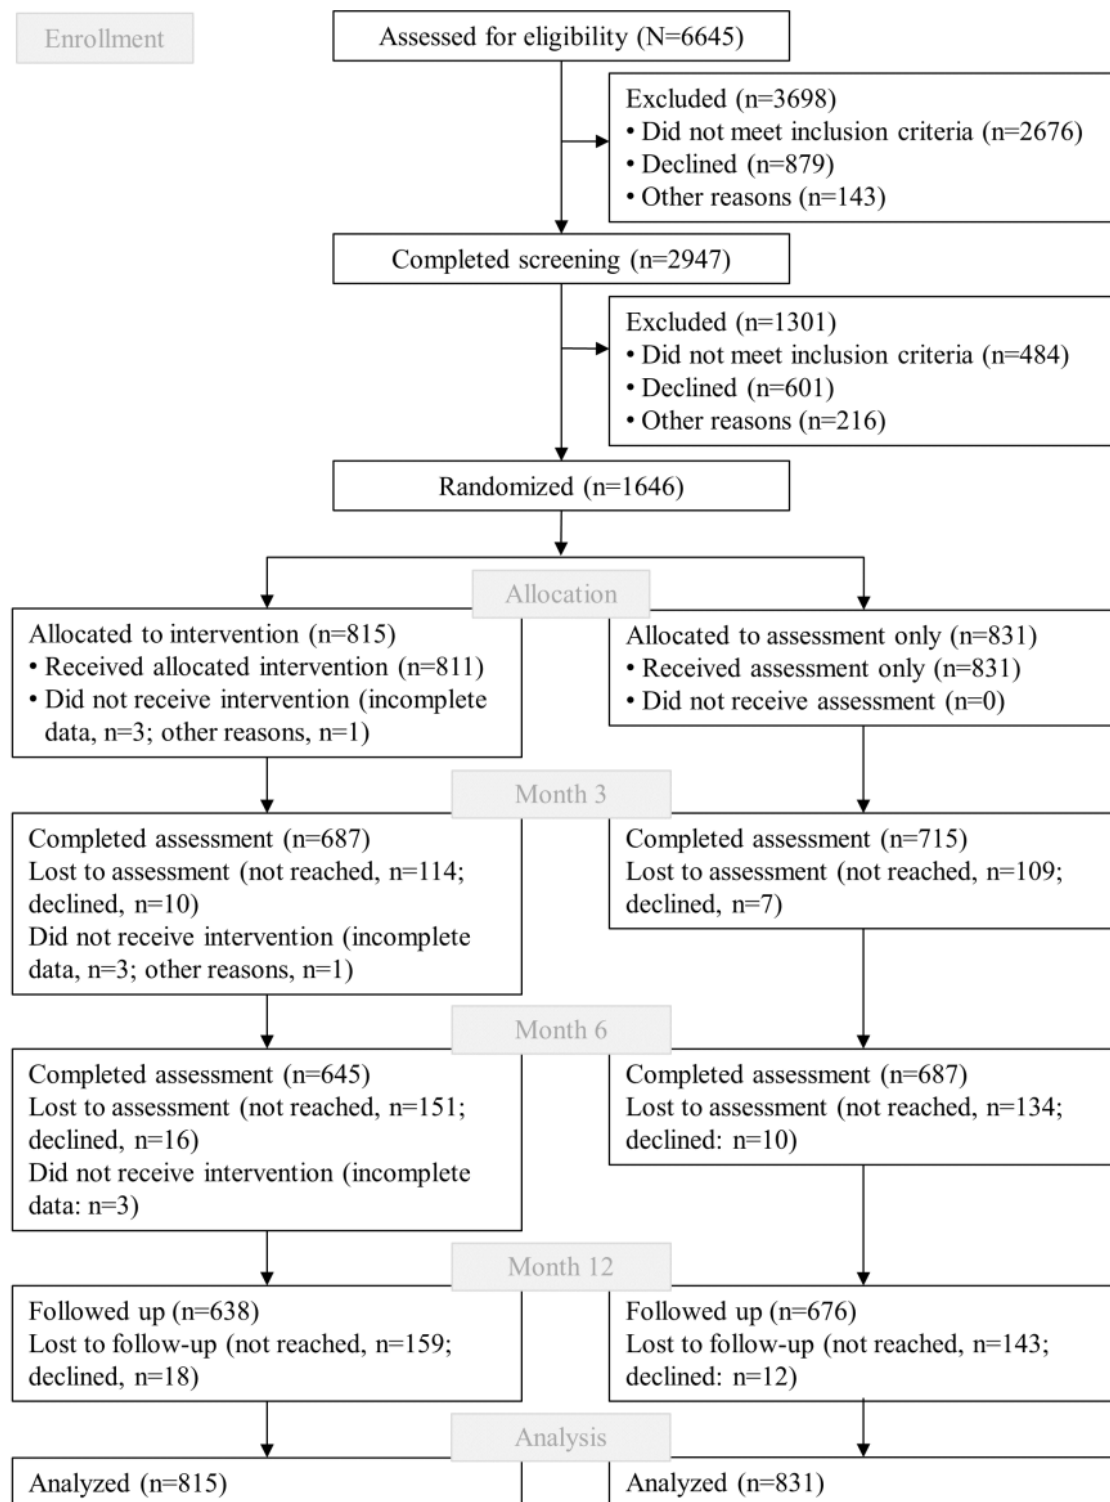 Enrollment
Assessed for eligibility (N=6645)
Excluded (n=3698)
• Did not meet inclusion criteria (n=2676)
• Declined (n=879)
• Other reasons (n=143)
Completed screening (n=2947)
Excluded (n=1301)
• Did not meet inclusion criteria (n=484)
• Declined (n=601)
• Other reasons (n=216)
Randomized (n=1646)
Allocation
Allocated to intervention (n=815)
• Received allocated intervention (n=811)
• Did not receive intervention (incomplete
data, n=3; other reasons, n=1)
Allocated to assessment only (n=831)
• Received assessment only (n=831)
• Did not receive assessment (n=0)
Month 3
Completed assessment (n=687)
Lost to assessment (not reached, n=114;
declined, n=10)
Did not receive intervention (incomplete
data, n=3; other reasons, n=1)
Completed assessment (n=715)
Lost to assessment (not reached, n=109;
declined, n=7)
Month 6
Completed assessment (n=645)
Lost to assessment (not reached, n=151;
declined, n=16)
Did not receive intervention (incomplete
data: n=3)
Completed assessment (n=687)
Lost to assessment (not reached, n=134;
declined: n=10)
Month 12
Followed up (n=638)
Lost to follow-up (not reached, n=159;
declined, n=18)
Followed up (n=676)
Lost to follow-up (not reached, n=143;
declined: n=12)
Analysis
Analyzed (n=815)
Analyzed (n=831)